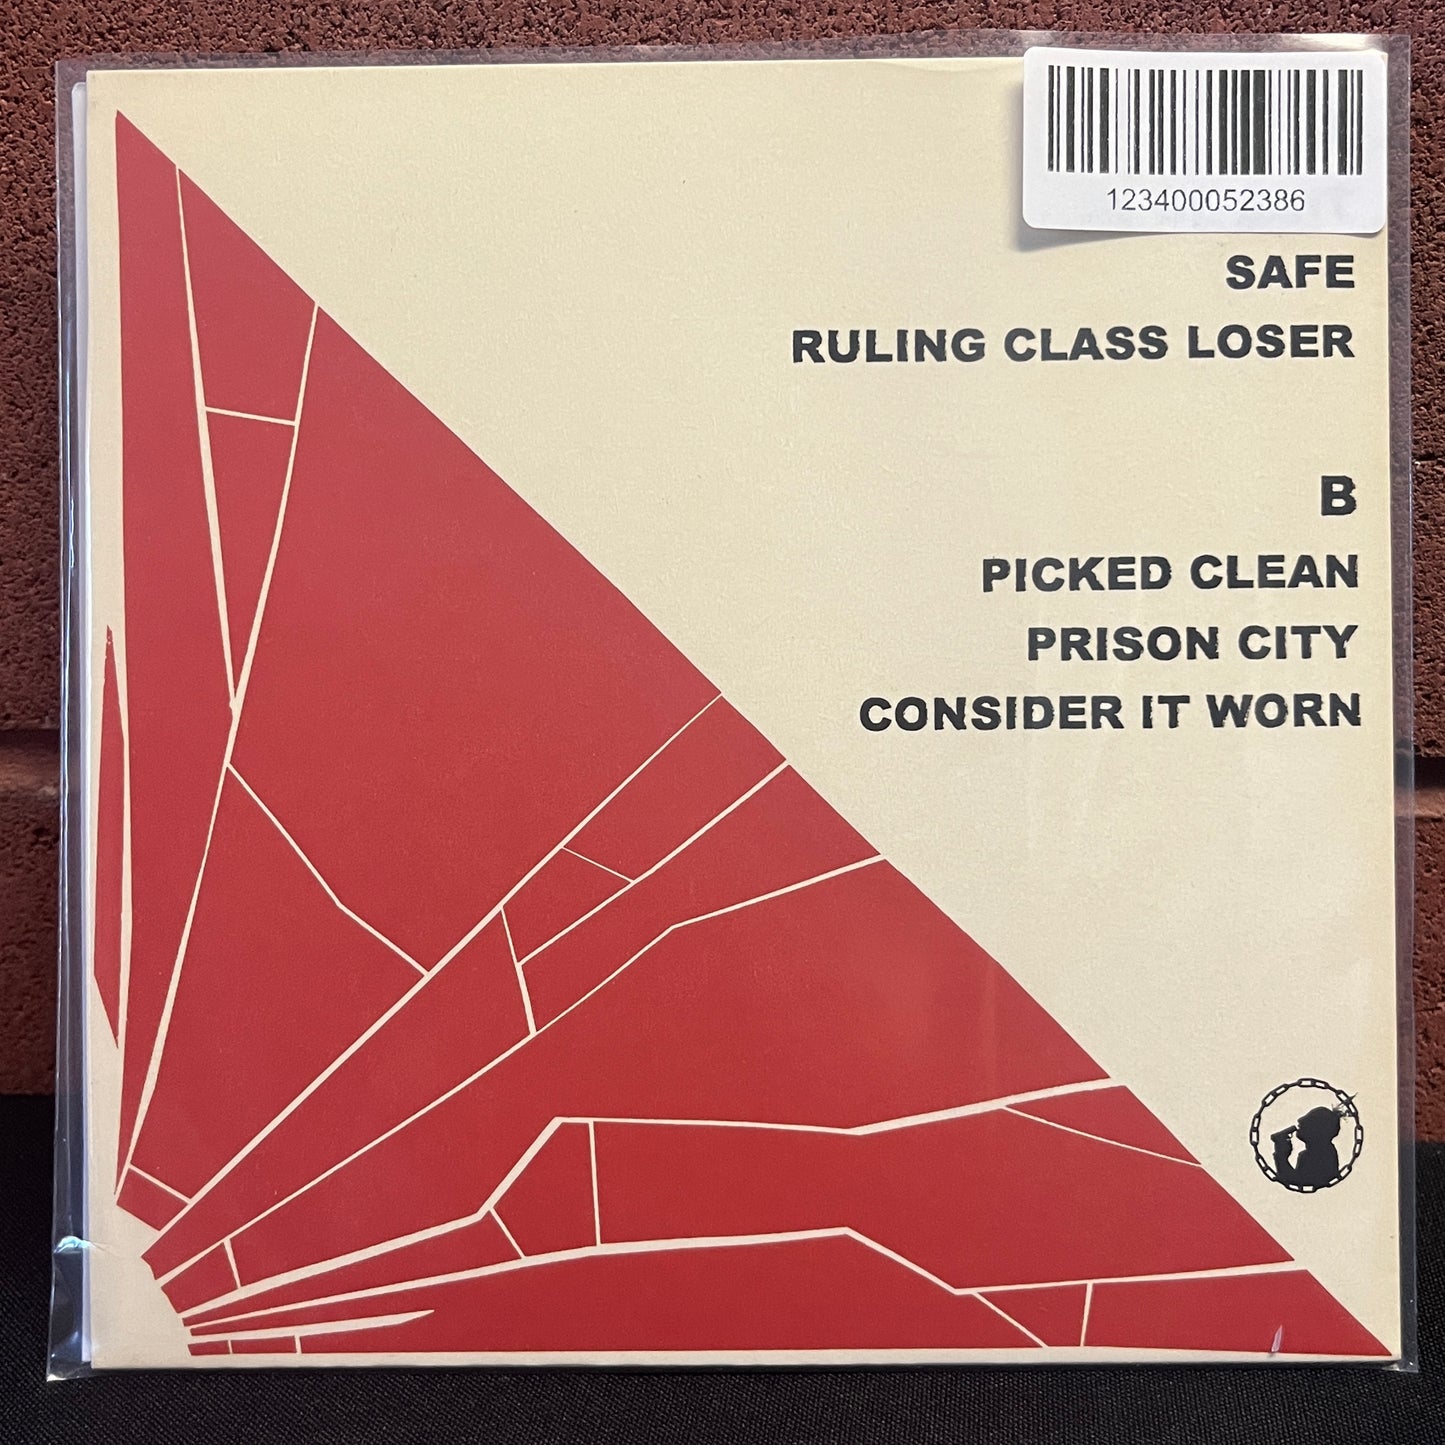 123400052386
SAFE
RULING CLASS LOSER
B
PICKED CLEAN
PRISON CITY
CONSIDER IT WORN